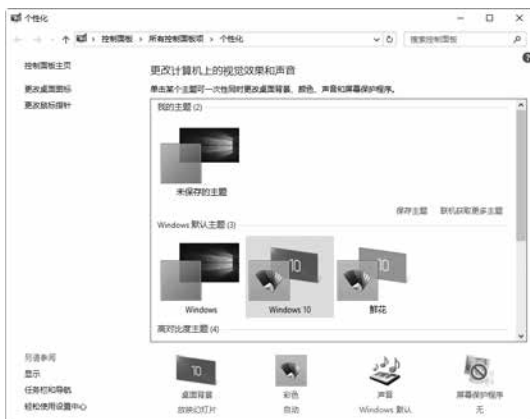 个性化
控制面板 › 所有控制面板项 › 个性化
搜索控制面板
控制面板主页
更改桌面图标
更改鼠标指针
更改计算机上的视觉效果和声音
单击某个主题可一次性同时更改桌面背景、颜色、声音和屏幕保护程序。
我的主题 (2)
未保存的主题
保存主题 联机获取更多主题
Windows 默认主题 (3)
10
Windows Windows 10 鲜花
高对比度主题 (4)
另请参阅
显示
任务栏和导航
轻松使用设置中心
10
桌面背景 彩色 声音 屏幕保护程序
放映幻灯片 自动 Windows 默认 无